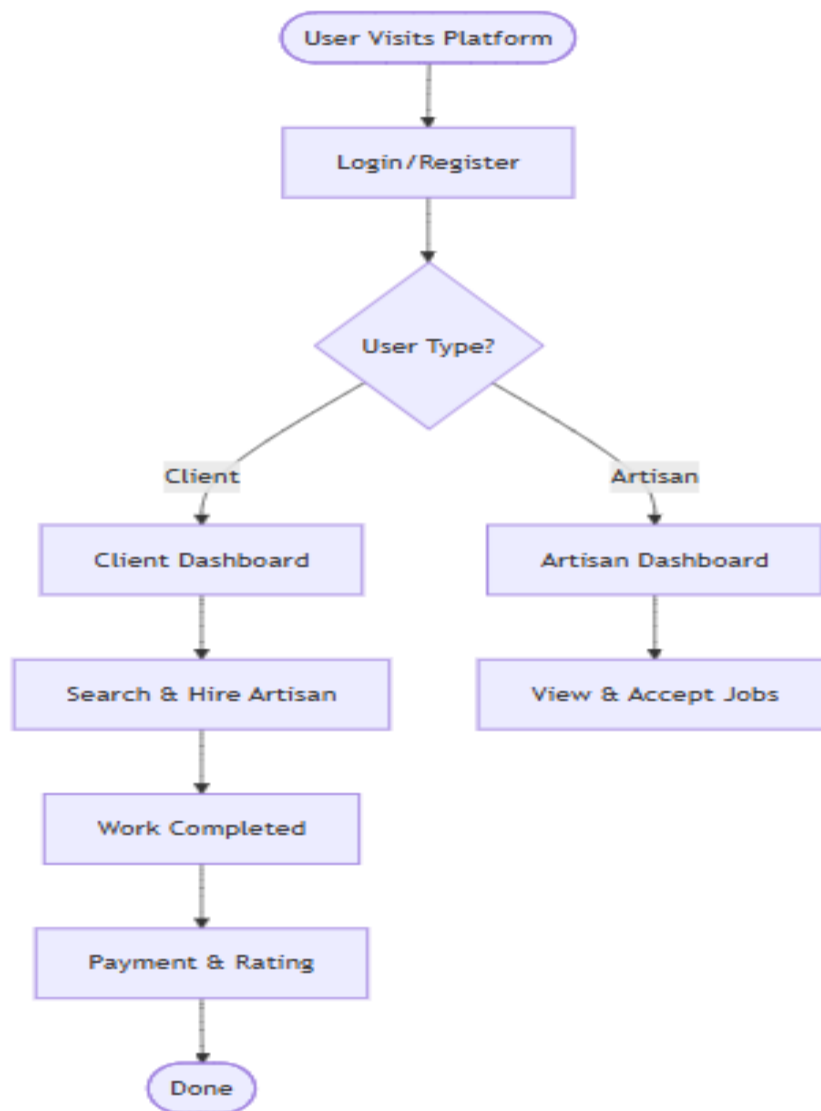 User Visits Platform
Login/Register
User Type?
Client
Artisan
Client Dashboard
Artisan Dashboard
Search & Hire Artisan
View & Accept Jobs
Work Completed
Payment & Rating
Done